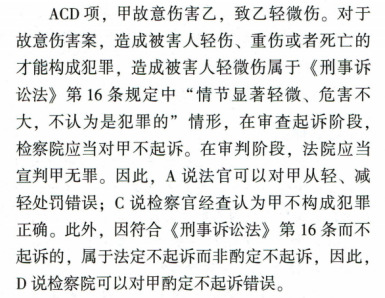 ACD 项，甲故意伤害乙，致乙轻微伤。对于
故意伤害案，造成被害人轻伤、重伤或者死亡的
才能构成犯罪，造成被害人轻微伤属于《刑事诉
讼法》第 16 条规定中“情节显著轻微、危害不
大，不认为是犯罪的”情形，在审查起诉阶段，
检察院应当对甲不起诉。在审判阶段，法院应当
宣判甲无罪。因此，A 说法官可以对甲从轻、减
轻处罚错误；C 说检察官经查认为甲不构成犯罪
正确。此外，因符合《刑事诉讼法》第 16 条而不
起诉的，属于法定不起诉而非酌定不起诉，因此，
D 说检察院可以对甲酌定不起诉错误。